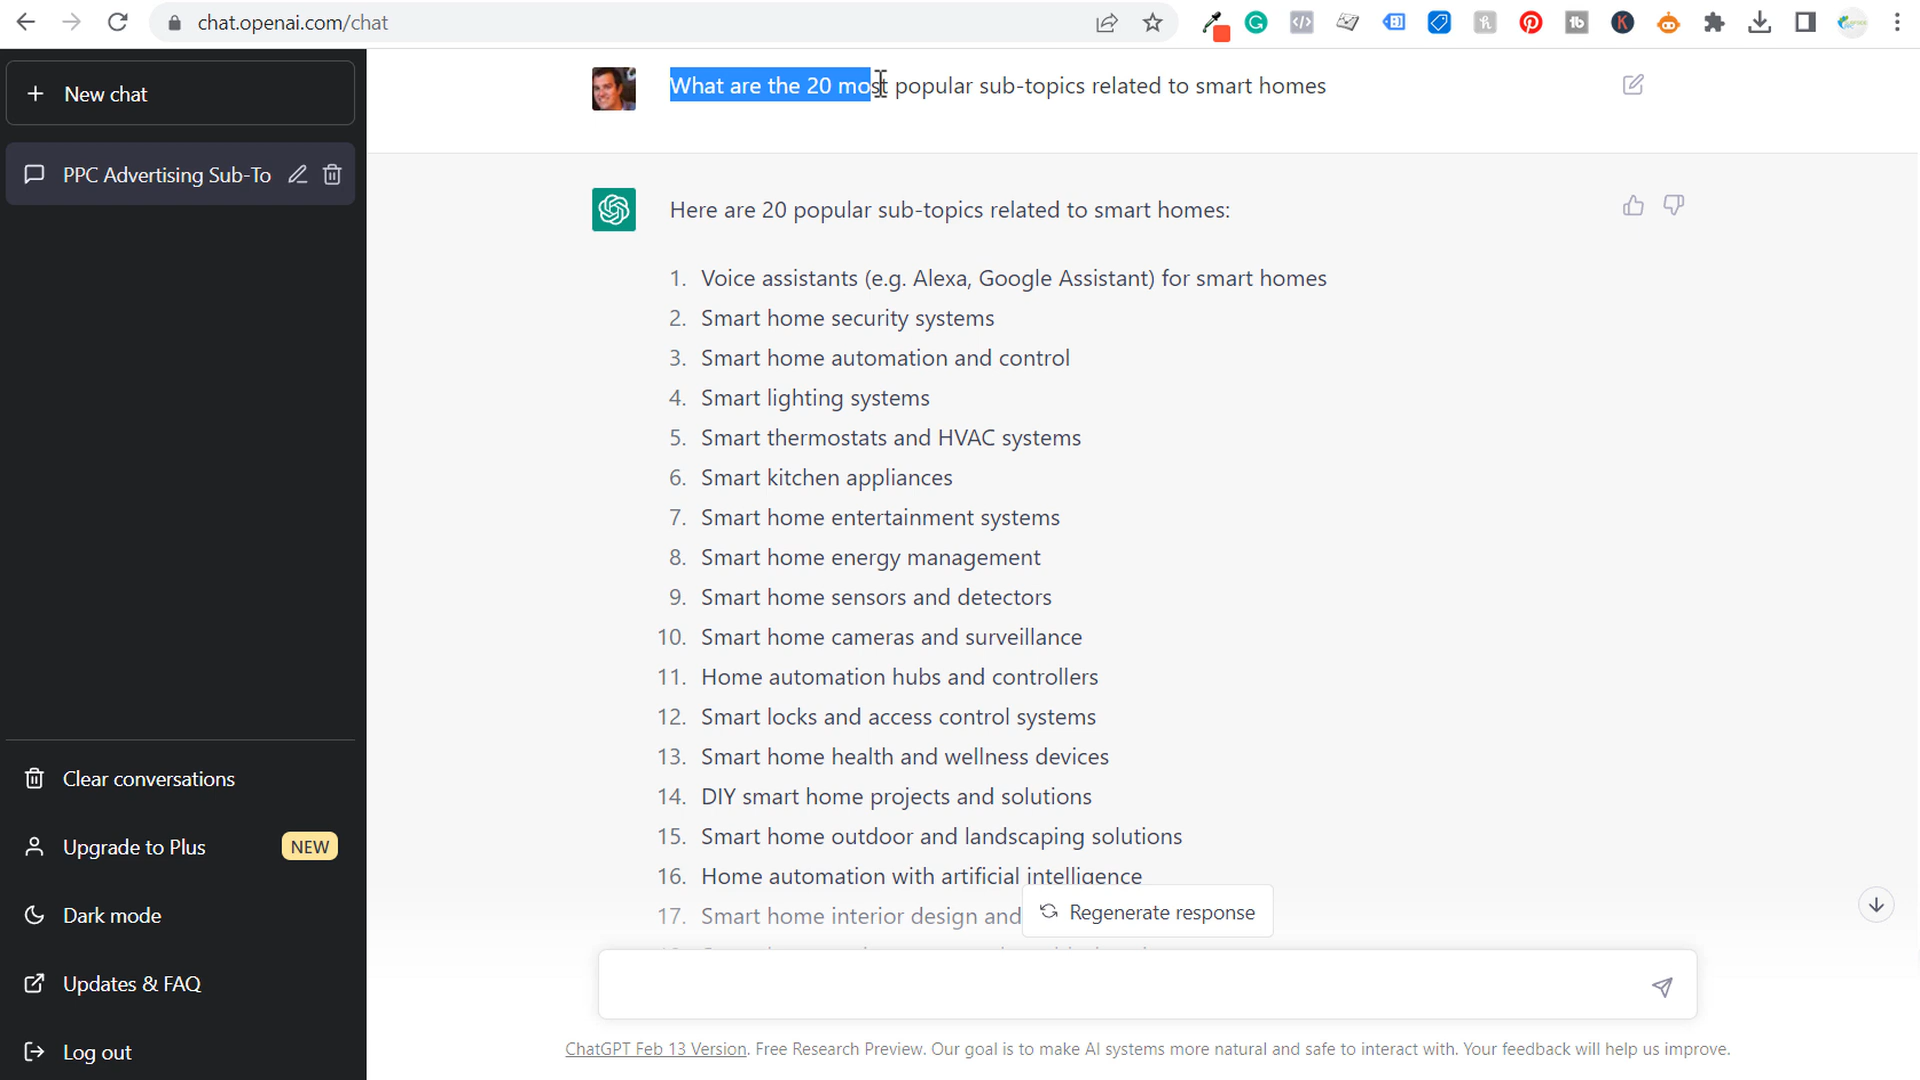 chat.openai.com/chat
New chat
PPC Advertising Sub-To
Clear conversations
Upgrade to Plus NEW
Dark mode
Updates & FAQ
Log out
What are the 20 most popular sub-topics related to smart homes
Here are 20 popular sub-topics related to smart homes:
1. Voice assistants (e.g. Alexa, Google Assistant) for smart homes
2. Smart home security systems
3. Smart home automation and control
4. Smart lighting systems
5. Smart thermostats and HVAC systems
6. Smart kitchen appliances
7. Smart home entertainment systems
8. Smart home energy management
9. Smart home sensors and detectors
10. Smart home cameras and surveillance
11. Home automation hubs and controllers
12. Smart locks and access control systems
13. Smart home health and wellness devices
14. DIY smart home projects and solutions
15. Smart home outdoor and landscaping solutions
16. Home automation with artificial intelligence
17. Smart home interior design and
Regenerate response
ChatGPT Feb 13 Version. Free Research Preview. Our goal is to make AI systems more natural and safe to interact with. Your feedback will help us improve.